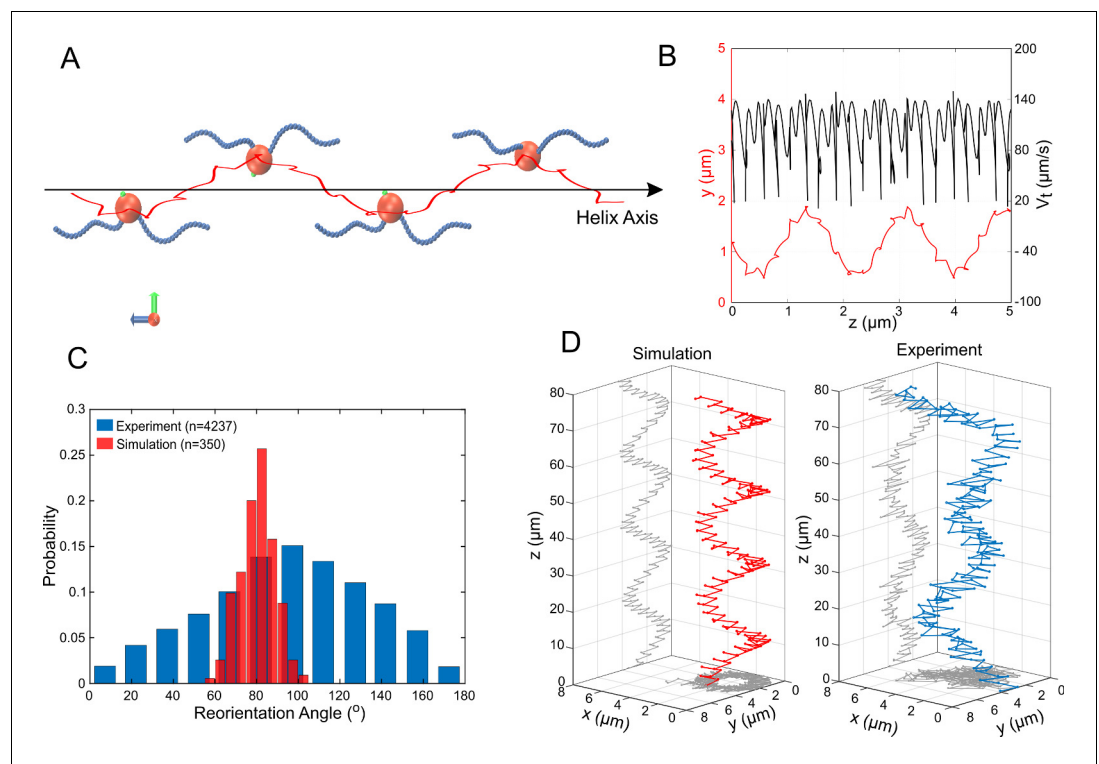 A
Helix Axis
B
5
4
3
2
1
0
y (µm)
200
140
80
20
- 40
-100
Vt (µm/s)
0
1
2
3
4
5
z (µm)
C
0.3
0.25
0.2
0.15
0.1
0.05
0
Probability
Experiment (n=4237)
Simulation (n=350)
0 20 40 60 80 100 120 140 160 180
Reorientation Angle (º)
D
Simulation
80
70
60
50
40
30
20
10
0
z (µm)
8 6 4 2 0
x (µm)
8 6 4 2 0
y (µm)
Experiment
80
70
60
50
40
30
20
10
0
z (µm)
8 6 4 2 0
x (µm)
8 6 4 2 0
y (µm)